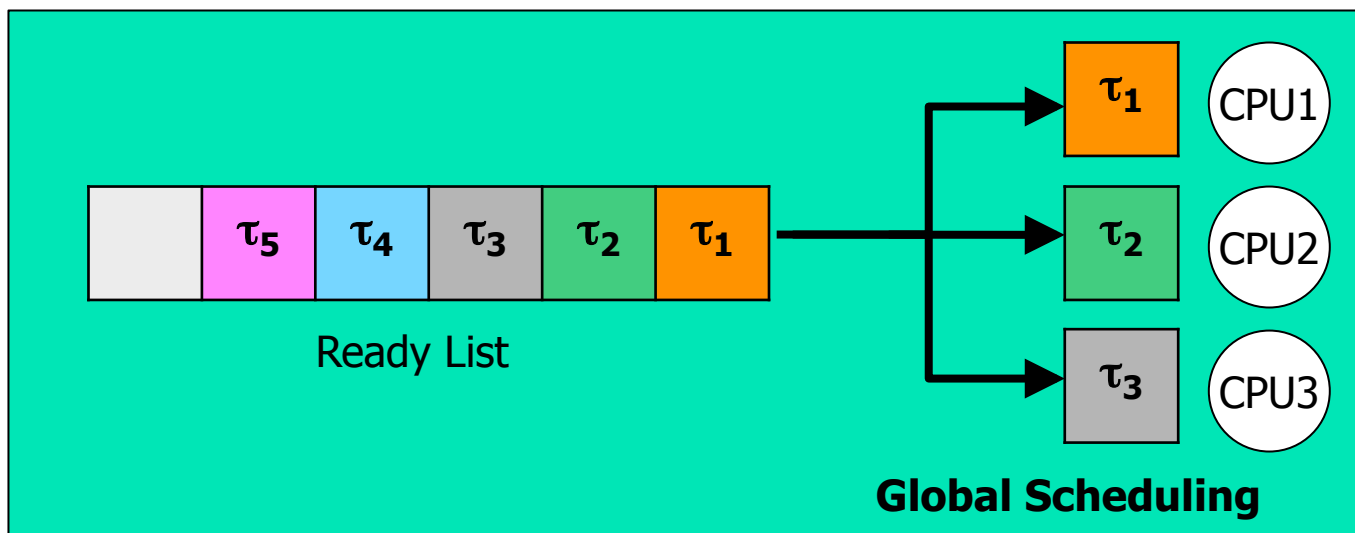 τ1 CPU1
τ5 τ4 τ3 τ2 τ1
τ2 CPU2
Ready List
τ3 CPU3
Global Scheduling